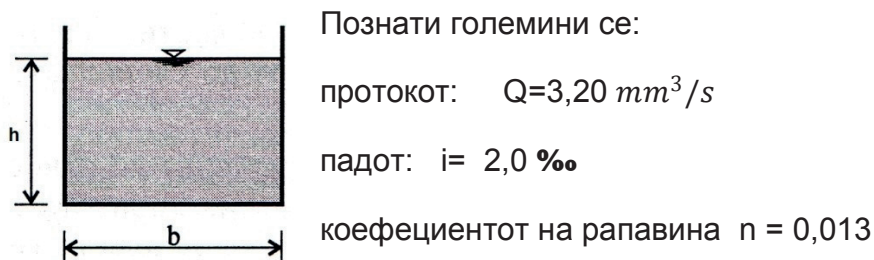 Познати големини се:
протокот: Q=3,20 mm³/s
падот: i= 2,0 ‰
h
коефециентот на рапавина n = 0,013
b